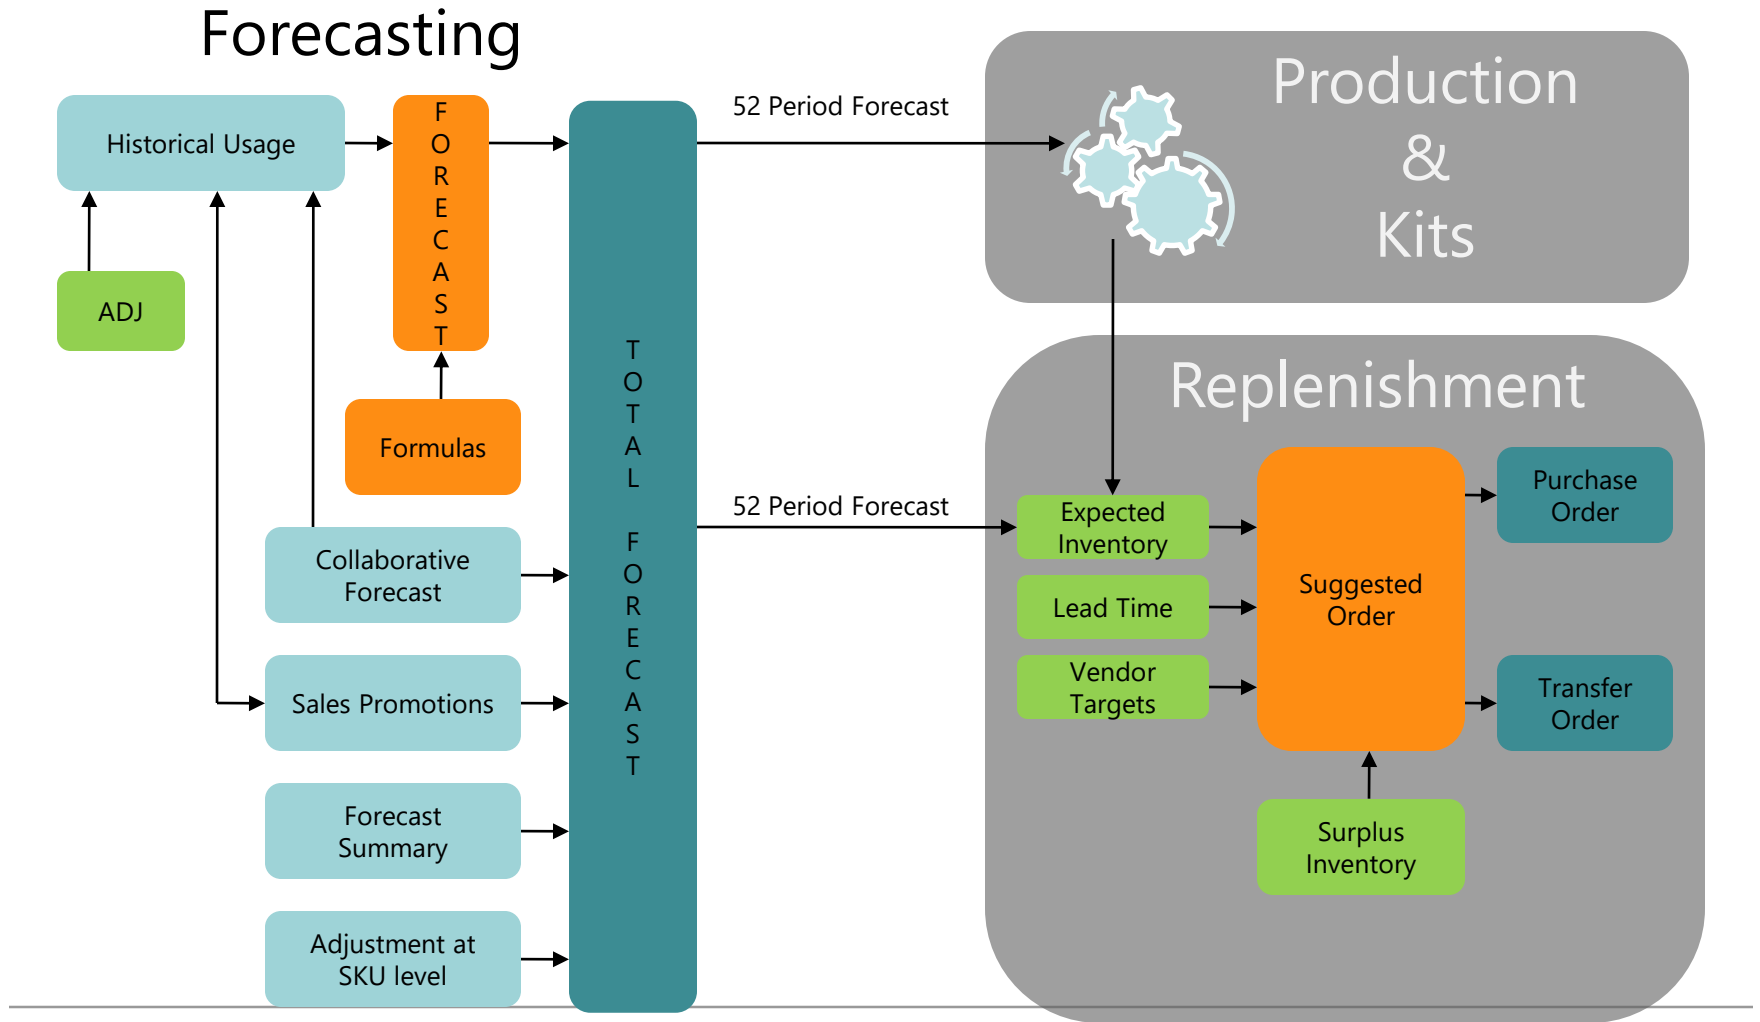 Forecasting
Historical Usage
ADJ
F
O
R
E
C
A
S
T
Formulas
Collaborative
Forecast
Sales Promotions
Forecast
Summary
Adjustment at
SKU level
T
O
T
A
L
F
O
R
E
C
A
S
T
52 Period Forecast
52 Period Forecast
Production
&
Kits
Replenishment
Expected
Inventory
Lead Time
Vendor
Targets
Suggested
Order
Purchase
Order
Transfer
Order
Surplus
Inventory